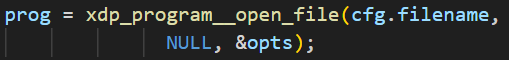 prog = xdp_program__open_file(cfg.filename,
NULL, &opts);